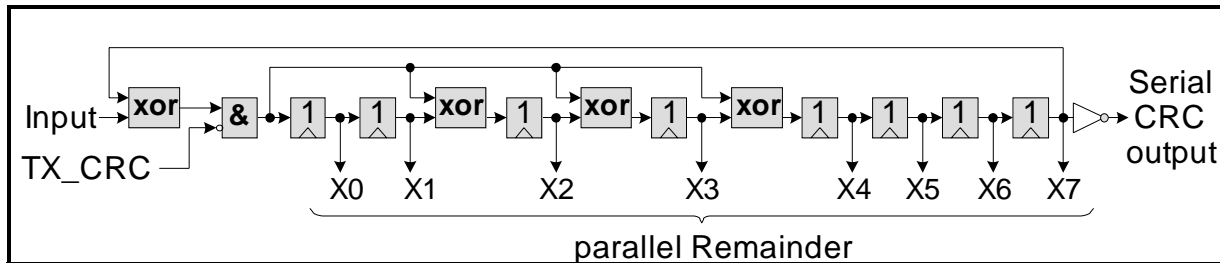 xor
Input
&
TX_CRC
1
1
xor
1
xor
1
xor
1
1
1
1
Serial
CRC
output
X0
X1
X2
X3
X4
X5
X6
X7
parallel Remainder